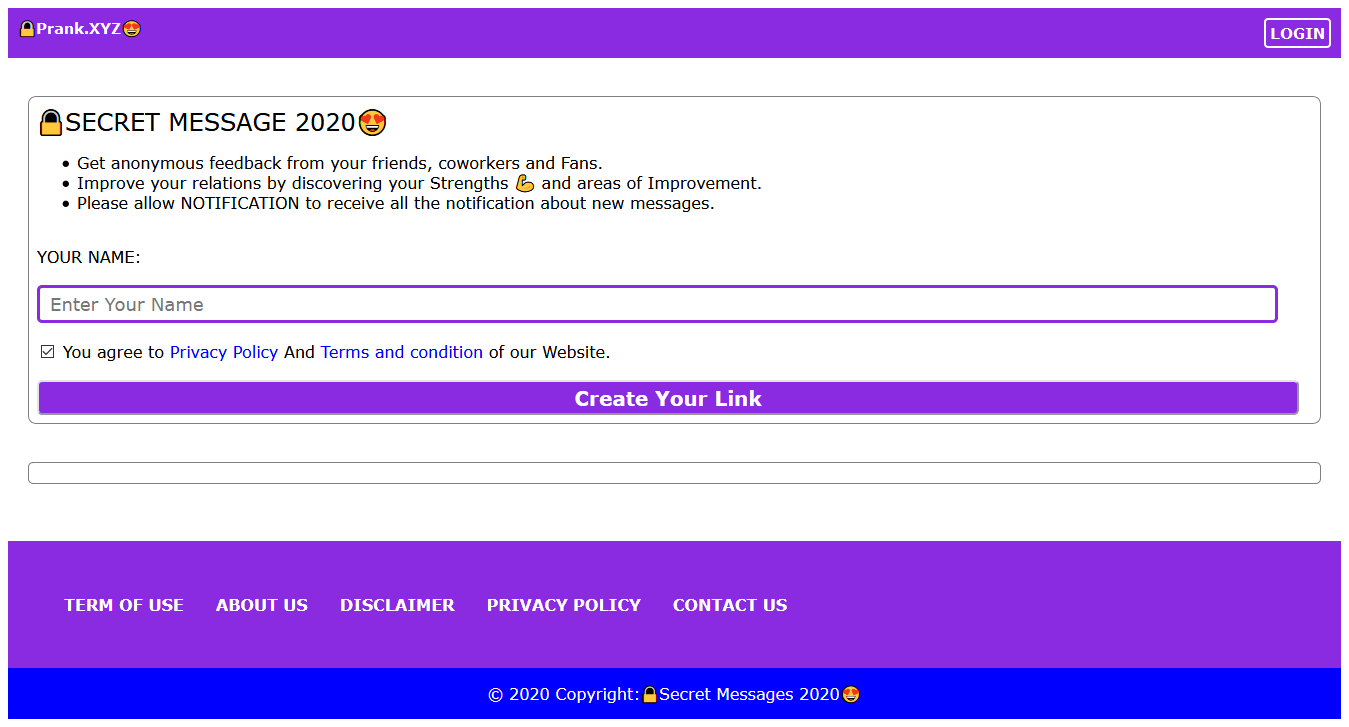 🔒Prank.XYZ😍
LOGIN
🔒SECRET MESSAGE 2020😍
• Get anonymous feedback from your friends, coworkers and Fans.
• Improve your relations by discovering your Strengths 💪 and areas of Improvement.
• Please allow NOTIFICATION to receive all the notification about new messages.
YOUR NAME:
Enter Your Name
You agree to Privacy Policy And Terms and condition of our Website.
Create Your Link
TERM OF USE ABOUT US DISCLAIMER PRIVACY POLICY CONTACT US
© 2020 Copyright:🔒Secret Messages 2020😍